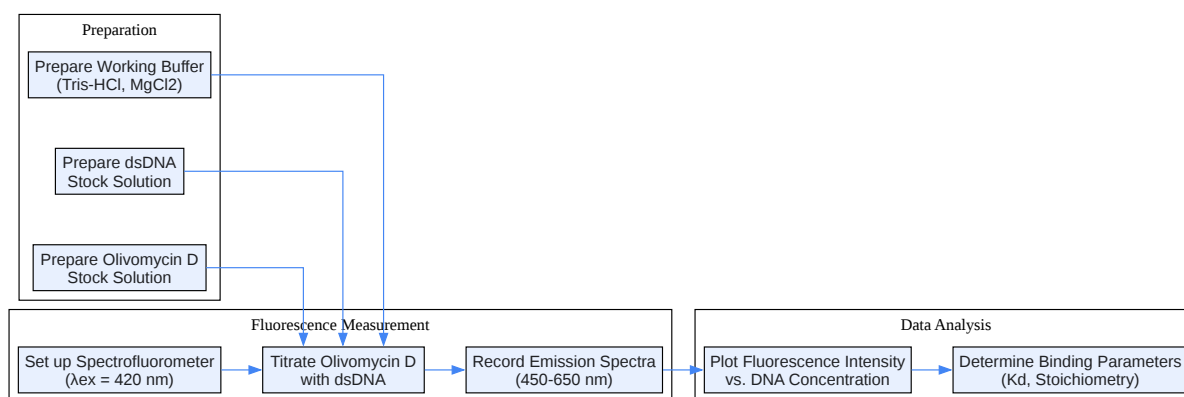 Preparation
Prepare Working Buffer
(Tris-HCl, MgCl2)
Prepare dsDNA
Stock Solution
Prepare Olivomycin D
Stock Solution
Fluorescence Measurement
Set up Spectrofluorometer
(λex = 420 nm)
Titrate Olivomycin D
with dsDNA
Record Emission Spectra
(450-650 nm)
Data Analysis
Plot Fluorescence Intensity
vs. DNA Concentration
Determine Binding Parameters
(Kd, Stoichiometry)